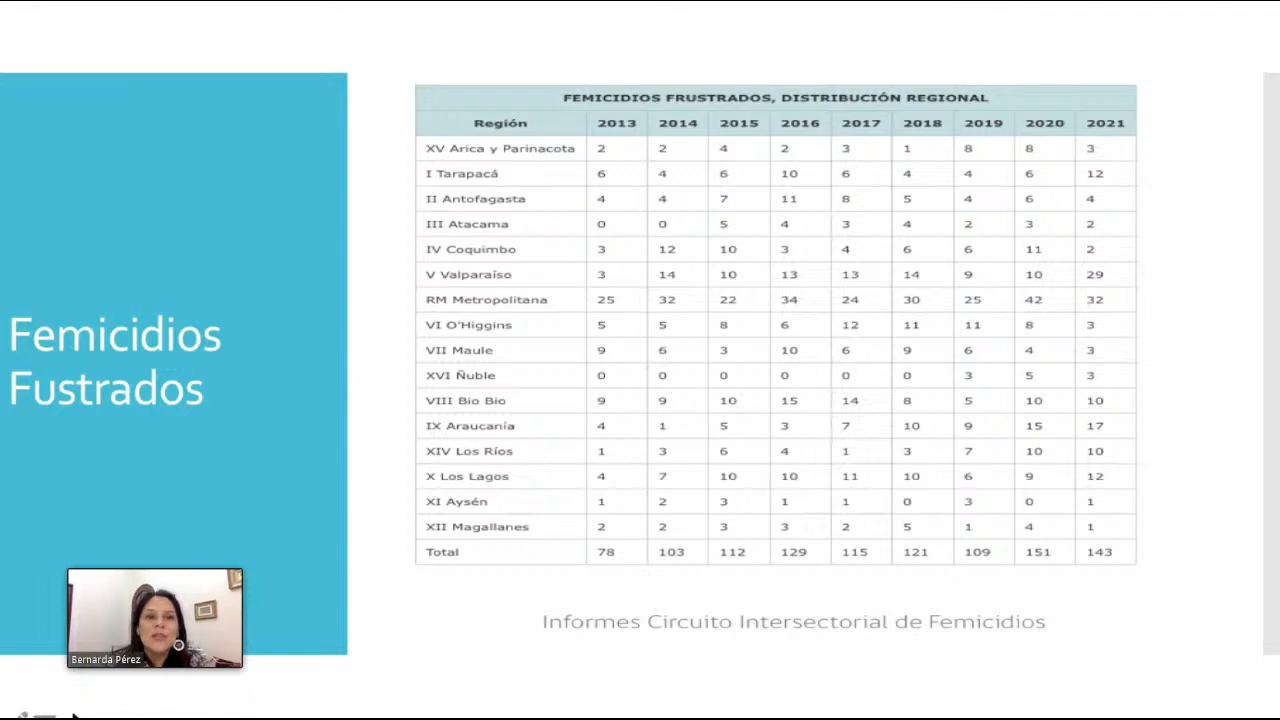 Femicidios
Fustrados
FEMICIDIOS FRUSTRADOS, DISTRIBUCIÓN REGIONAL
Región 2013 2014 2015 2016 2017 2018 2019 2020 2021
XV Arica y Parinacota 2 2 4 2 3 1 8 8 3
I Tarapacá 6 4 6 10 6 4 4 6 12
II Antofagasta 4 4 7 11 8 5 4 6 4
III Atacama 0 0 5 4 3 4 2 3 2
IV Coquimbo 3 12 10 3 4 6 6 11 2
V Valparaíso 3 14 10 13 13 14 9 10 29
RM Metropolitana 25 32 22 34 24 30 25 42 32
VI O’Higgins 5 5 8 6 12 11 11 8 3
VII Maule 9 6 3 10 6 9 6 4 3
XVI Ñuble 0 0 0 0 0 0 3 5 3
VIII Bio Bio 9 9 10 15 14 8 5 10 10
IX Araucanía 4 1 5 3 7 10 9 15 17
XIV Los Ríos 1 3 6 4 1 3 7 10 10
X Los Lagos 4 7 10 10 11 10 6 9 12
XI Aysén 1 2 3 1 1 0 3 0 1
XII Magallanes 2 2 3 3 2 5 1 4 1
Total 78 103 112 129 115 121 109 151 143
Informes Circuito Intersectorial de Femicidios
Bernarda Pérez